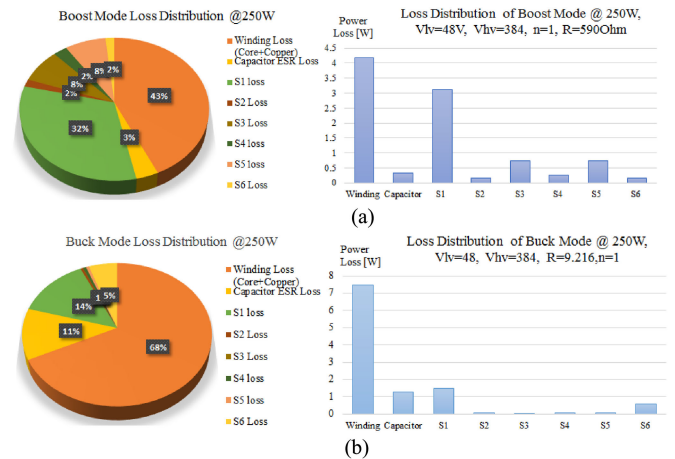 Boost Mode Loss Distribution @250W
43%
3%
32%
2%
8%
2%
8%
2%
Winding Loss
(Core+Copper)
Capacitor ESR Loss
S1 loss
S2 Loss
S3 Loss
S4 loss
S5 loss
S6 Loss
Power
Loss [W]
Loss Distribution of Boost Mode @ 250W,
Vlv=48V, Vhv=384, n=1, R=590Ohm
4.5
4
3.5
3
2.5
2
1.5
1
0.5
0
Winding Capacitor S1 S2 S3 S4 S5 S6
(a)
Buck Mode Loss Distribution @250W
68%
11%
14%
1
5%
Winding Loss
(Core+Copper)
Capacitor ESR Loss
S1 loss
S2 Loss
S3 Loss
S4 loss
S5 loss
S6 Loss
Power
Loss [W]
Loss Distribution of Buck Mode @ 250W,
Vlv=48, Vhv=384, R=9.216,n=1
8
7
6
5
4
3
2
1
0
Winding Capacitor S1 S2 S3 S4 S5 S6
(b)